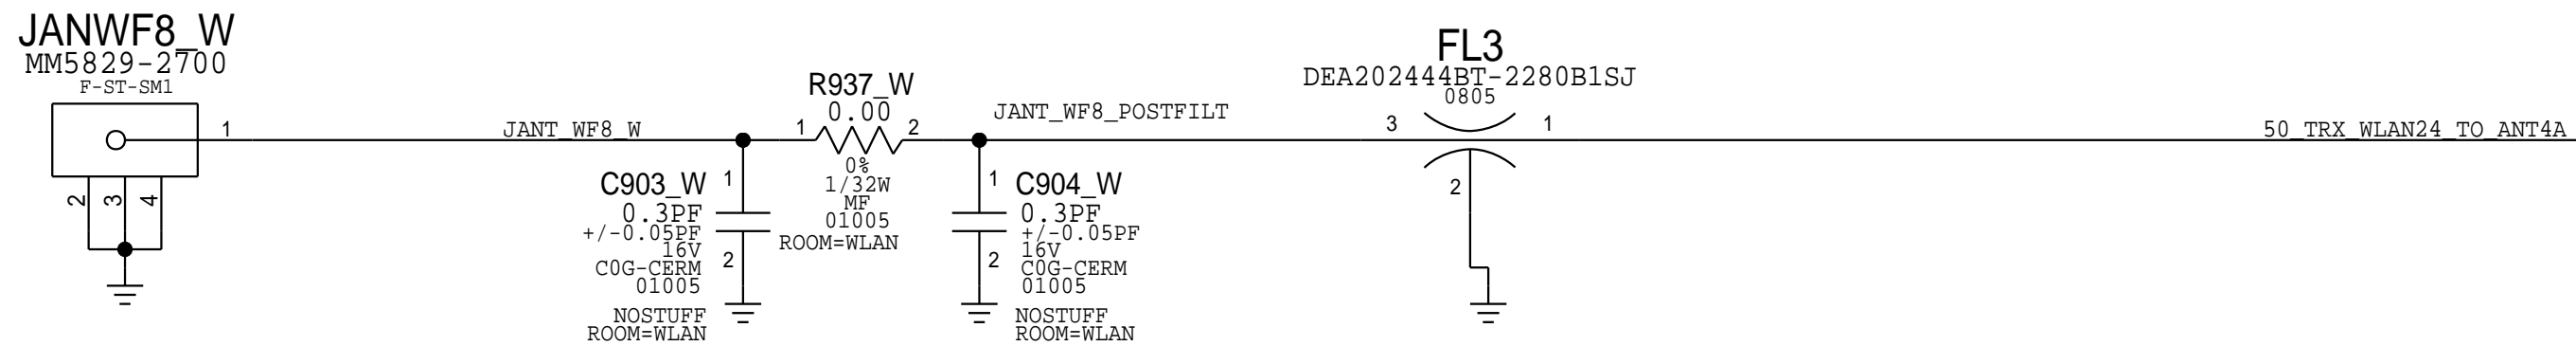 JANWF8_W
MM5829-2700
F-ST-SM1
1
2
3
4
JANT_WF8_W
R937_W
0.00
1
2
0%
1/32W
MF
01005
ROOM=WLAN
C903_W
0.3PF
+/-0.05PF
16V
C0G-CERM
01005
NOSTUFF
ROOM=WLAN
1
2
JANT_WF8_POSTFILT
1
2
C904_W
0.3PF
+/-0.05PF
16V
C0G-CERM
01005
NOSTUFF
ROOM=WLAN
FL3
DEA202444BT-2280B1SJ
0805
3
1
2
50_TRX_WLAN24_TO_ANT4A